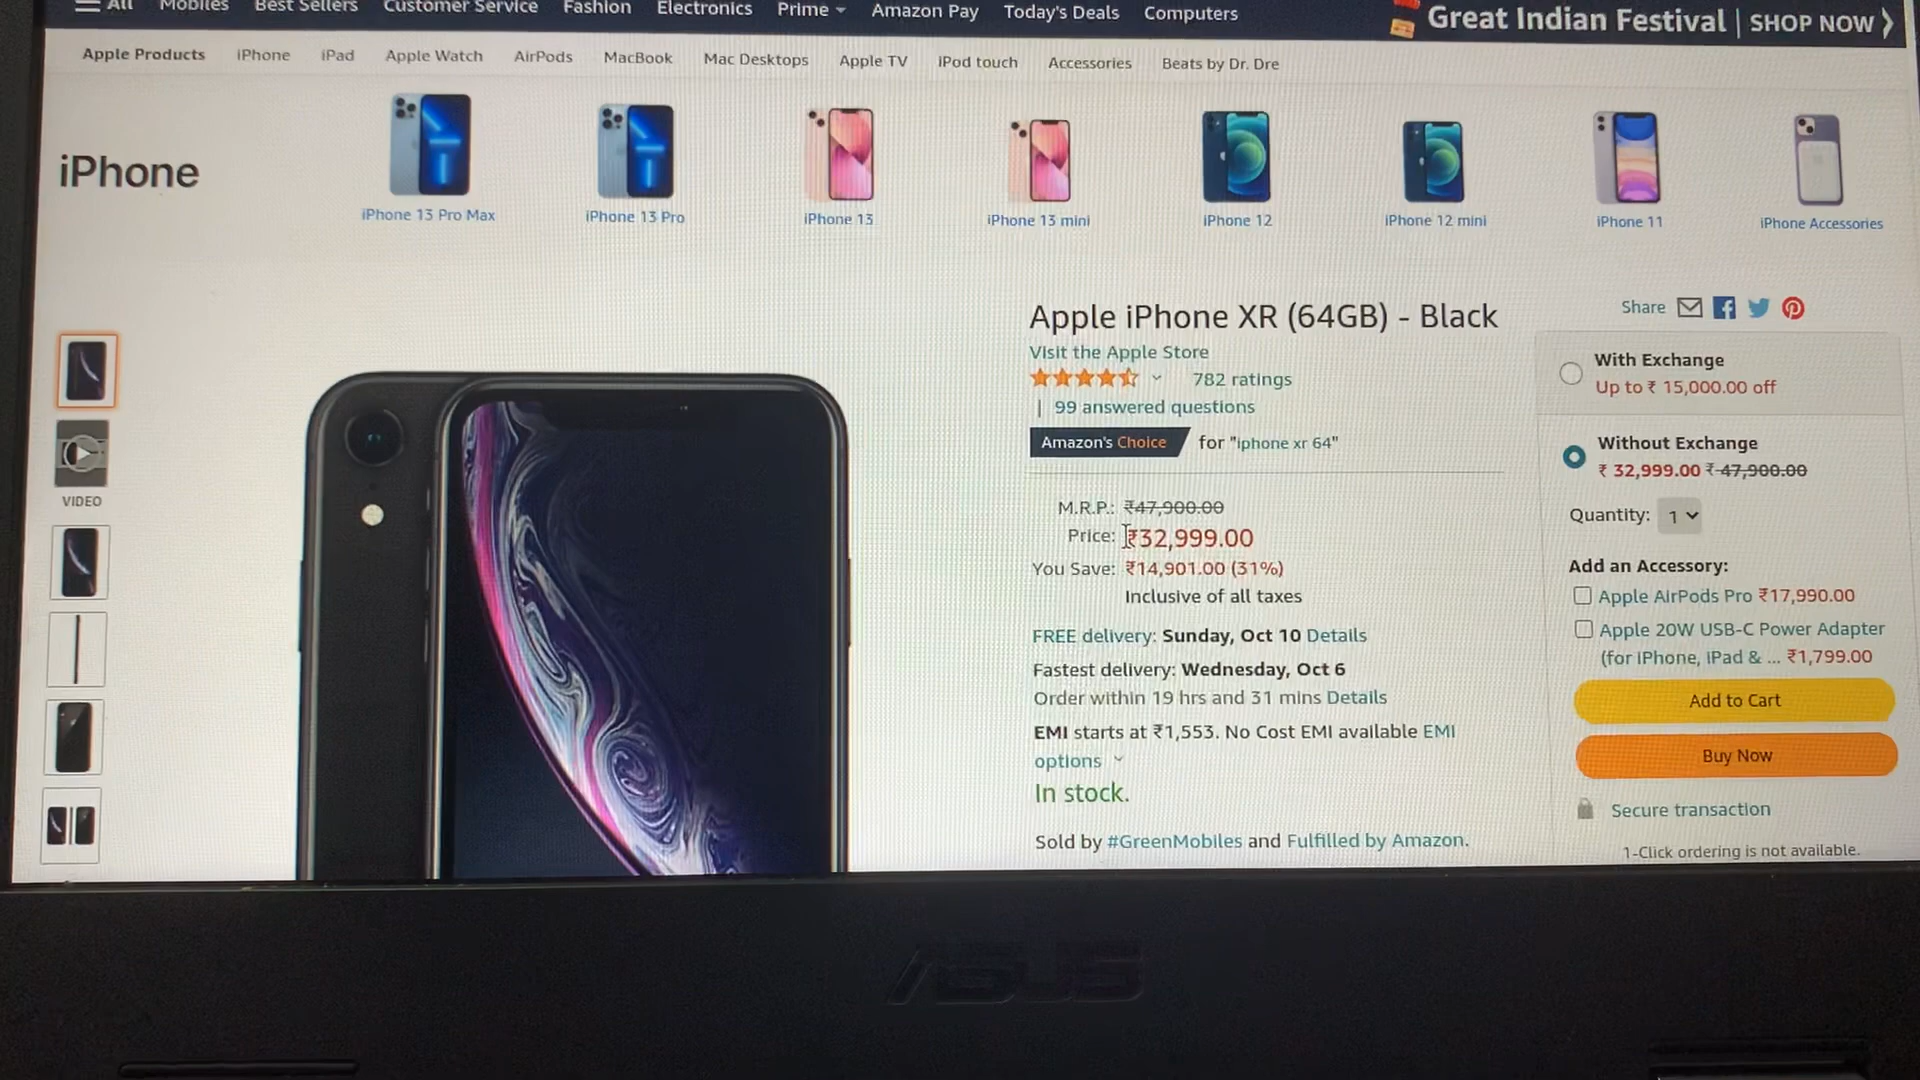 All Mobiles Best Sellers Customer Service Fashion Electronics Prime Amazon Pay Today's Deals Computers Great Indian Festival | SHOP NOW
Apple Products iPhone iPad Apple Watch AirPods MacBook Mac Desktops Apple TV iPod touch Accessories Beats by Dr. Dre
iPhone
iPhone 13 Pro Max iPhone 13 Pro iPhone 13 iPhone 13 mini iPhone 12 iPhone 12 mini iPhone 11 iPhone Accessories
VIDEO
Apple iPhone XR (64GB) - Black
Visit the Apple Store
782 ratings
| 99 answered questions
Amazon's Choice for "iphone xr 64"
M.R.P.: ₹47,900.00
Price: ₹32,999.00
You Save: ₹14,901.00 (31%)
Inclusive of all taxes
FREE delivery: Sunday, Oct 10 Details
Fastest delivery: Wednesday, Oct 6
Order within 19 hrs and 31 mins Details
EMI starts at ₹1,553. No Cost EMI available EMI
options
In stock.
Sold by #GreenMobiles and Fulfilled by Amazon.
Share
With Exchange
Up to ₹ 15,000.00 off
Without Exchange
₹ 32,999.00 ₹ 47,900.00
Quantity: 1
Add an Accessory:
Apple AirPods Pro ₹17,990.00
Apple 20W USB-C Power Adapter
(for iPhone, iPad & ... ₹1,799.00
Add to Cart
Buy Now
Secure transaction
1-Click ordering is not available.
ASUS